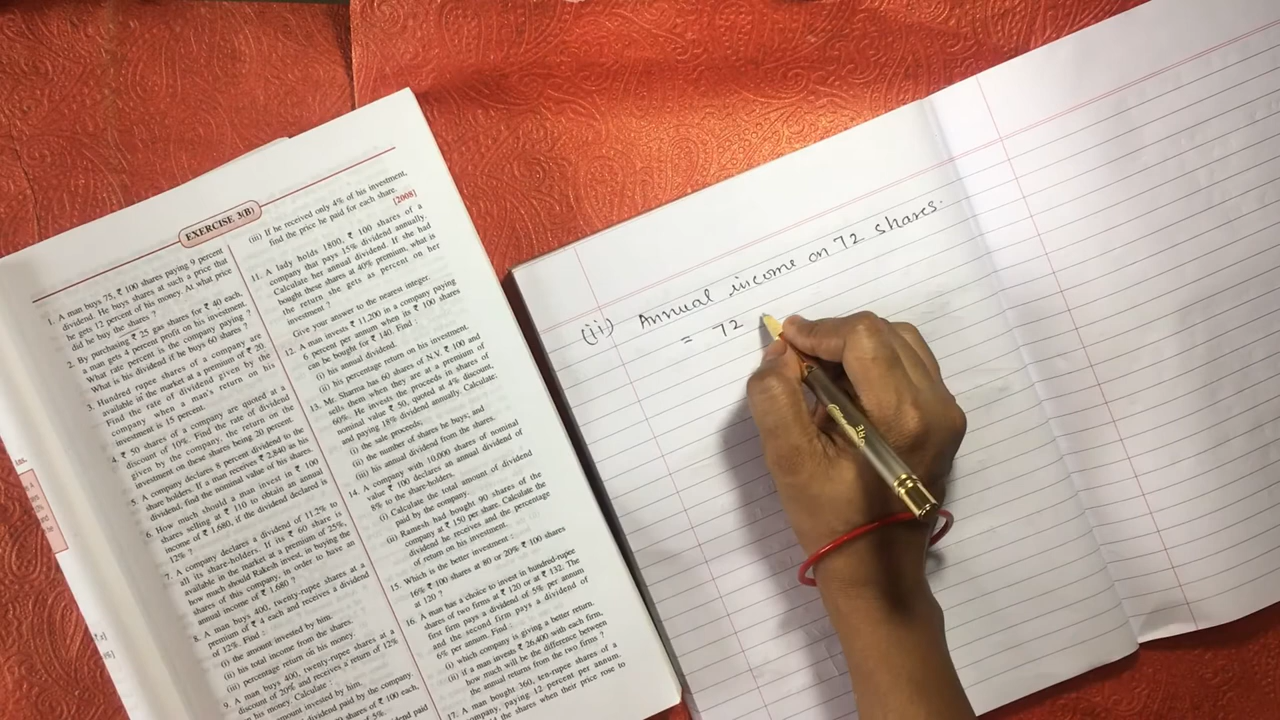 EXERCISE 3(B)
1. A man buys 75, ₹ 100 shares paying 9 percent
dividend. He buys shares at such a price that
he gets 12 percent of his money. At what price
did he buy the shares ?
2. By purchasing ₹ 25 gas shares for ₹ 40 each,
a man gets 4 percent profit on his investment.
What rate percent is the company paying ?
What is his dividend if he buys 60 shares ?
3. Hundred rupee shares of a company are
available in the market at a premium of ₹ 20.
Find the rate of dividend given by the
company, when a man's return on his
investment is 15 percent.
4. ₹ 50 shares of a company are quoted at a
discount of 10%. Find the rate of dividend
given by the company, the return on the
investment on these shares being 20 percent.
5. A company declares 8 percent dividend to the
share holders. If a man receives ₹ 2,840 as his
dividend, find the nominal value of his shares.
6. How much should a man invest in ₹ 100
shares selling at ₹ 110 to obtain an annual
income of ₹ 1,680, if the dividend declared is
12% ?
7. A company declares a dividend of 11.2% to
all its share-holders. If its ₹ 60 share is
available in the market at a premium of 25%,
how much should Rakesh invest, in buying the
shares of this company, in order to have an
annual income of ₹ 1,680 ?
8. A man buys 400, twenty-rupee shares at a
premium of ₹ 4 each and receives a dividend
of 12%. Find :
(i) the amount invested by him.
(ii) his total income from the shares.
(iii) percentage return on his money.
9. A man buys 400, twenty-rupee shares at a
discount of 20% and receives a return of 12%
his money. Calculate :
amount invested by him.
dividend paid by the company.
shares of ₹ 100 each,
dividend paid
of 5%.
(iii) If he received only 4% of his investment,
find the price he paid for each share.
[2008]
11. A lady holds 1800, ₹ 100 shares of a
company that pays 15% dividend annually.
Calculate her annual dividend. If she had
bought these shares at 40% premium, what is
the return she gets as percent on her
investment ?
Give your answer to the nearest integer.
12. A man invests ₹ 11,200 in a company paying
6 percent per annum when its ₹ 100 shares
can be bought for ₹ 140. Find :
(i) his annual dividend.
(ii) his percentage return on his investment.
13. Mr. Sharma has 60 shares of N.V. ₹ 100 and
sells them when they are at a premium of
60%. He invests the proceeds in shares of
nominal value ₹ 50, quoted at 4% discount,
and paying 18% dividend annually. Calculate:
(i) the sale proceeds;
(ii) the number of shares he buys; and
(iii) his annual dividend from the shares.
14. A company with 10,000 shares of nominal
value ₹ 100 declares an annual dividend of
8% to the share-holders.
(i) Calculate the total amount of dividend
paid by the company.
(ii) Ramesh had bought 90 shares of the
company at ₹ 150 per share. Calculate the
dividend he receives and the percentage
of return on his investment.
15. Which is the better investment :
16% ₹ 100 shares at 80 or 20% ₹ 100 shares
at 120 ?
16. A man has a choice to invest in hundred-rupee
shares of two firms at ₹ 120 or at ₹ 132. The
first firm pays a dividend of 5% per annum
and the second firm pays a dividend of
6% per annum. Find :
(i) which company is giving a better return.
(ii) if a man invests ₹ 26,400 with each firm,
how much will be the difference between
the annual returns from the two firms ?
17. A man bought 360, ten-rupee shares of a
company, paying 12 percent per annum.
the shares when their price rose to
(ii) Annual income on 72 shares.
= 72